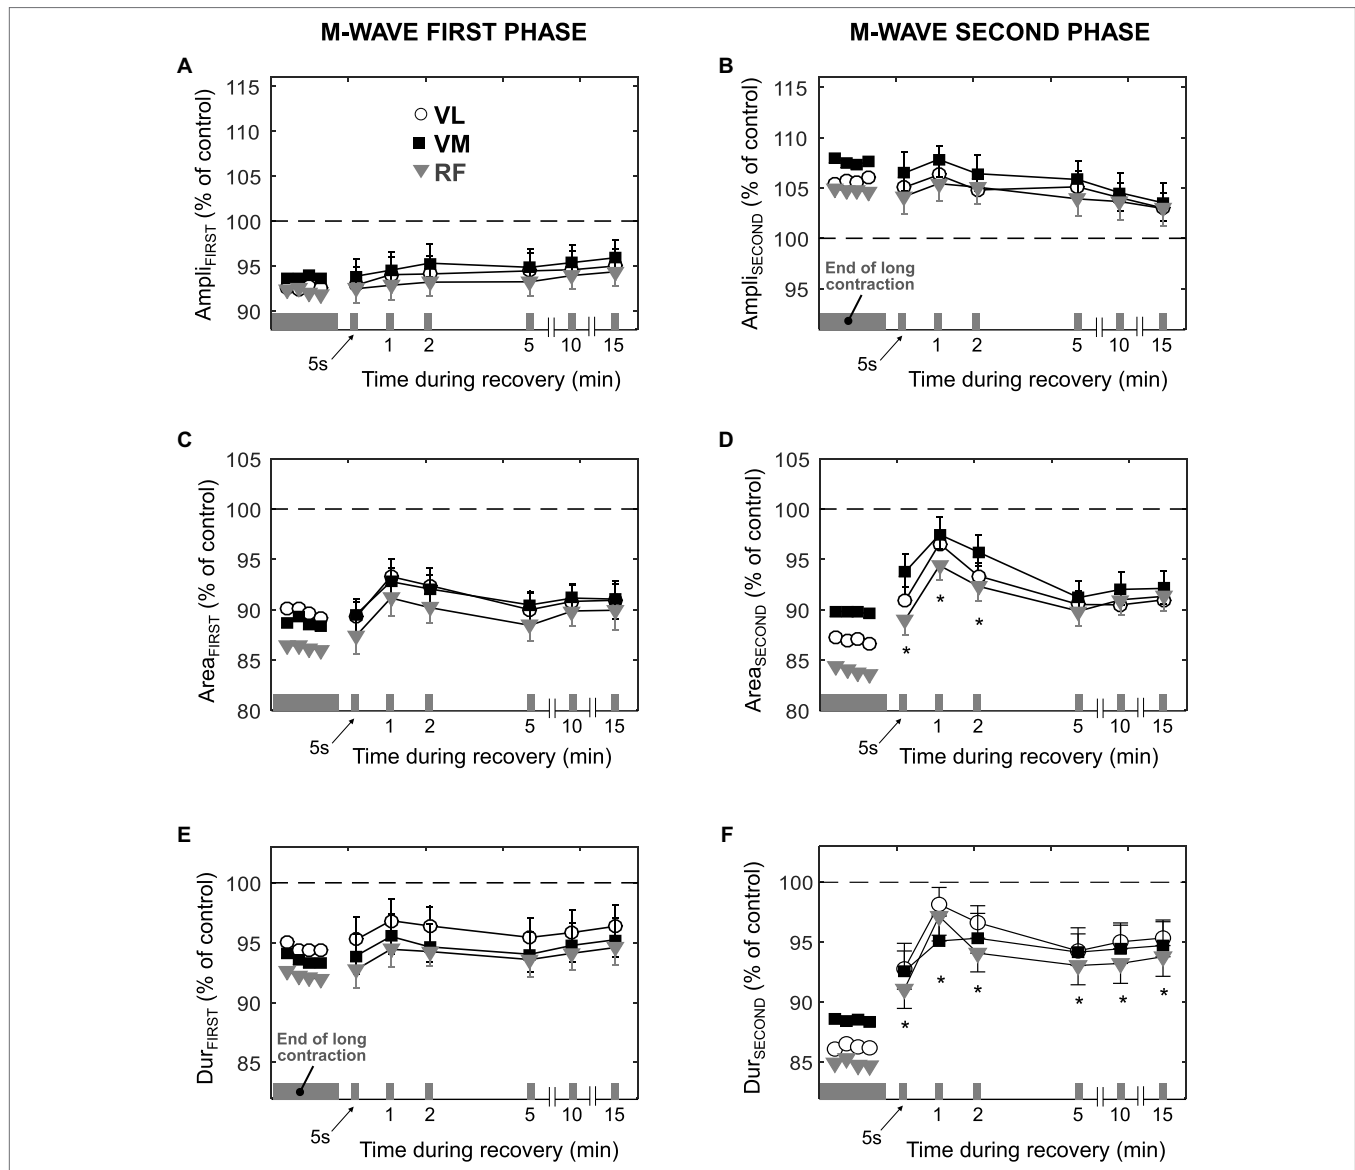 M-WAVE FIRST PHASE
M-WAVE SECOND PHASE
A
Ampli_FIRST (% of control)
115
110
105
100
95
90
VL
VM
RF
5s
1
2
5
10
15
Time during recovery (min)
B
Ampli_SECOND (% of control)
115
110
105
100
95
End of long
contraction
5s
1
2
5
10
15
Time during recovery (min)
C
Area_FIRST (% of control)
105
100
95
90
85
80
5s
1
2
5
10
15
Time during recovery (min)
D
Area_SECOND (% of control)
105
100
95
90
85
80
* * *
5s
1
2
5
10
15
Time during recovery (min)
E
Dur_FIRST (% of control)
100
95
90
85
End of long
contraction
5s
1
2
5
10
15
Time during recovery (min)
F
Dur_SECOND (% of control)
100
95
90
85
* * * * * *
5s
1
2
5
10
15
Time during recovery (min)